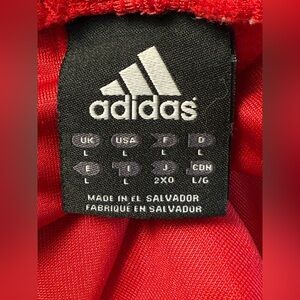 adidas
UK USA F D
L L L L
E I J CDN
L L 2XO L/G
MADE IN EL SALVADOR
FABRIQUÉ EN SALVADOR